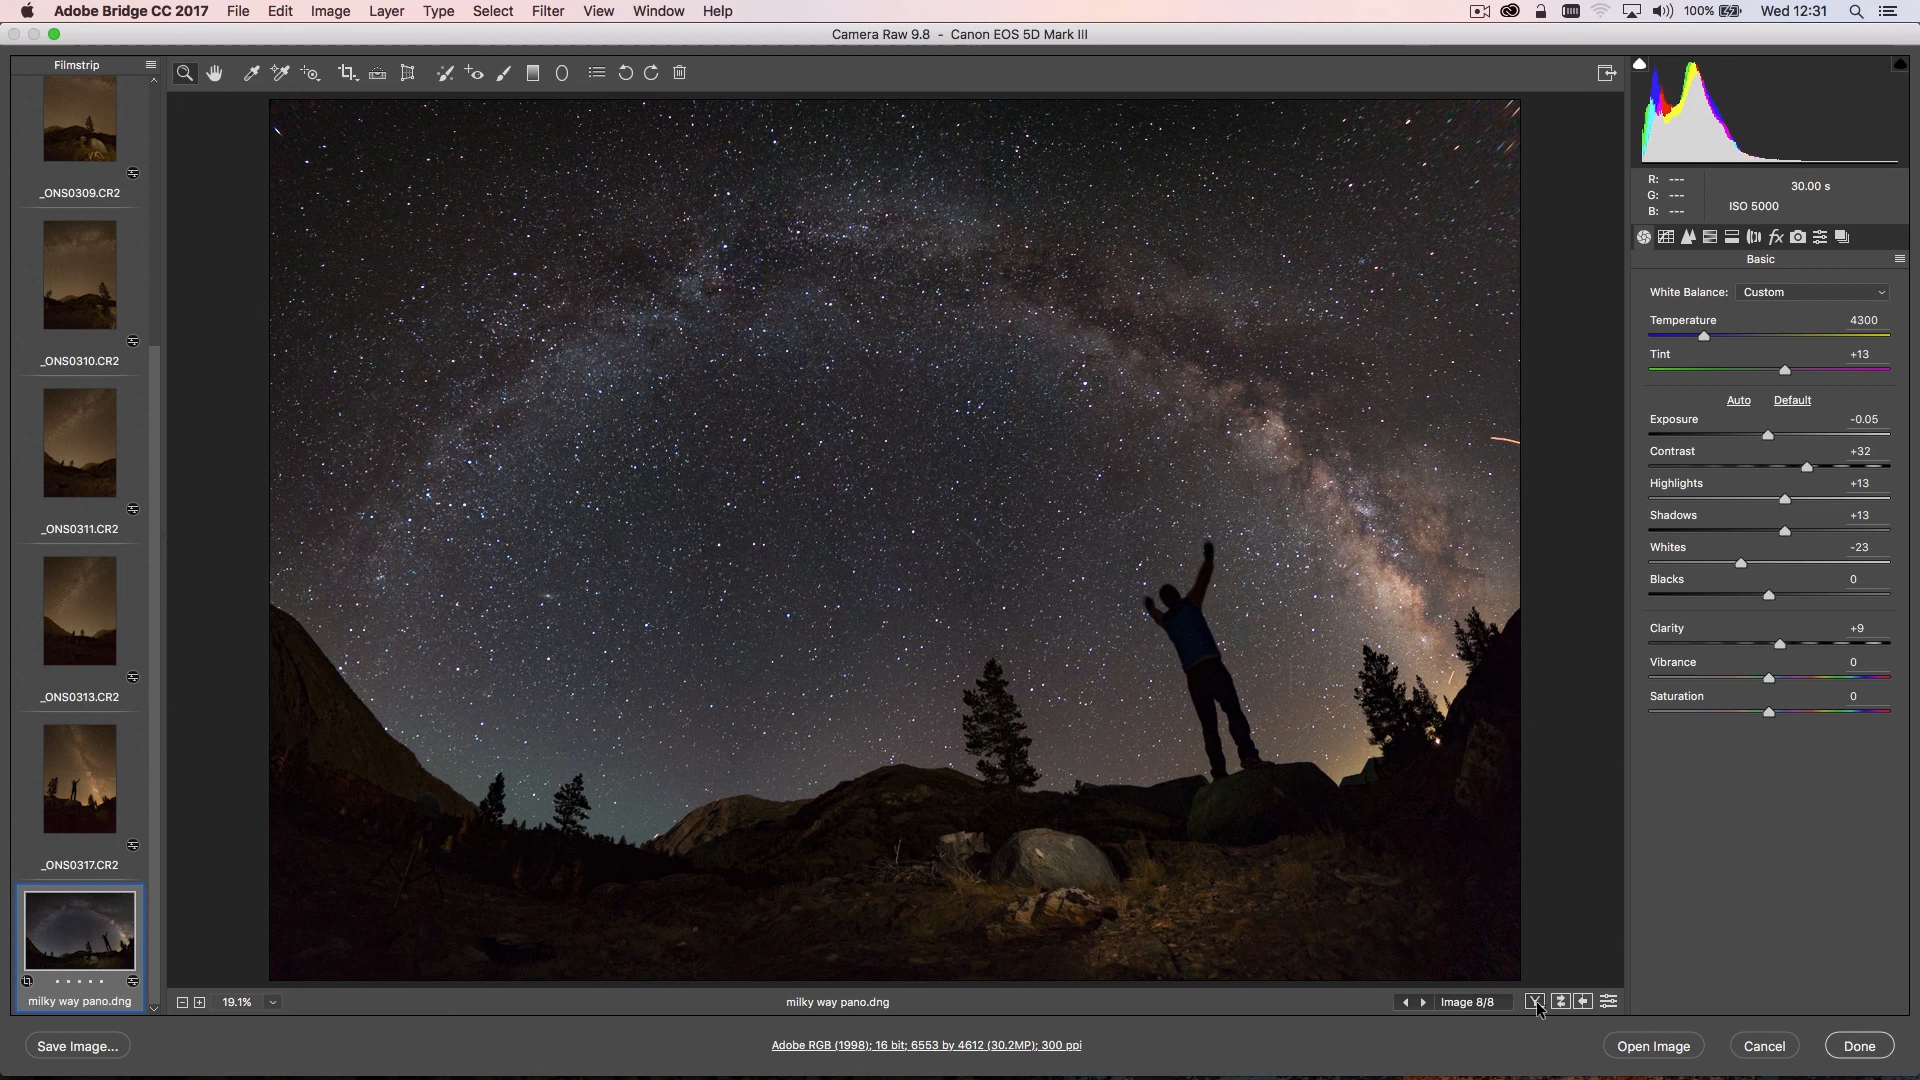 Adobe Bridge CC 2017 File Edit Image Layer Type Select Filter View Window Help 100% Wed 12:31
Camera Raw 9.8 - Canon EOS 5D Mark III
Filmstrip
_ONS0309.CR2
_ONS0310.CR2
_ONS0311.CR2
_ONS0313.CR2
_ONS0317.CR2
milky way pano.dng
19.1%
milky way pano.dng
Image 8/8
Y
R: ---
G: ---
B: ---
30.00 s
ISO 5000
fx
Basic
White Balance: Custom
Temperature 4300
Tint +13
Auto Default
Exposure -0.05
Contrast +32
Highlights +13
Shadows +13
Whites -23
Blacks 0
Clarity +9
Vibrance 0
Saturation 0
Save Image...
Adobe RGB (1998); 16 bit; 6553 by 4612 (30.2MP); 300 ppi
Open Image
Cancel
Done